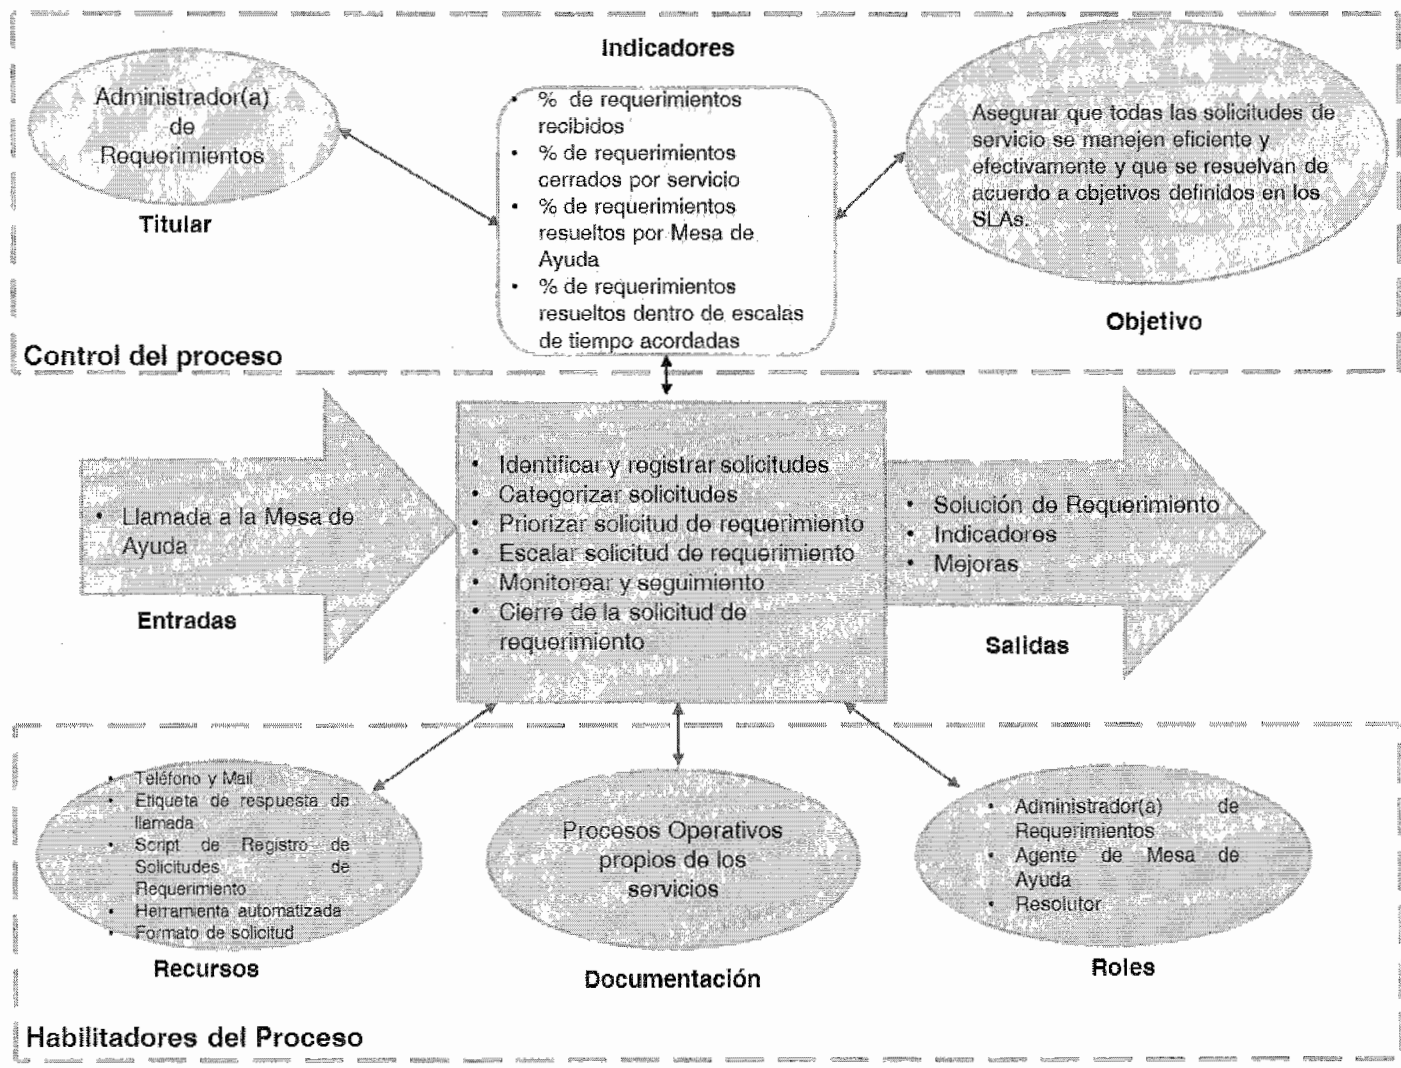 Indicadores
Administrador(a)
de
Requerimientos
Titular
• % de requerimientos
recibidos
• % de requerimientos
cerrados por servicio
• % de requerimientos
resueltos por Mesa de
Ayuda
• % de requerimientos
resueltos dentro de escalas
de tiempo acordadas
Asegurar que todas las solicitudes de
servicio se manejen eficiente y
efectivamente y que se resuelvan de
acuerdo a objetivos definidos en los
SLAs.
Objetivo
Control del proceso
• Llamada a la Mesa de
Ayuda
Entradas
• Identificar y registrar solicitudes
• Categorizar solicitudes
• Priorizar solicitud de requerimiento
• Escalar solicitud de requerimiento
• Monitorear y seguimiento
• Cierre de la solicitud de
requerimiento
• Solución de Requerimiento
• Indicadores
• Mejoras
Salidas
• Teléfono y Mail
• Etiqueta de respuesta de
llamada
• Script de Registro de
Solicitudes de
Requerimiento
• Herramienta automatizada
• Formato de solicitud
Recursos
Procesos Operativos
propios de los
servicios
Documentación
• Administrador(a) de
Requerimientos
• Agente de Mesa de
Ayuda
• Resolutor
Roles
Habilitadores del Proceso